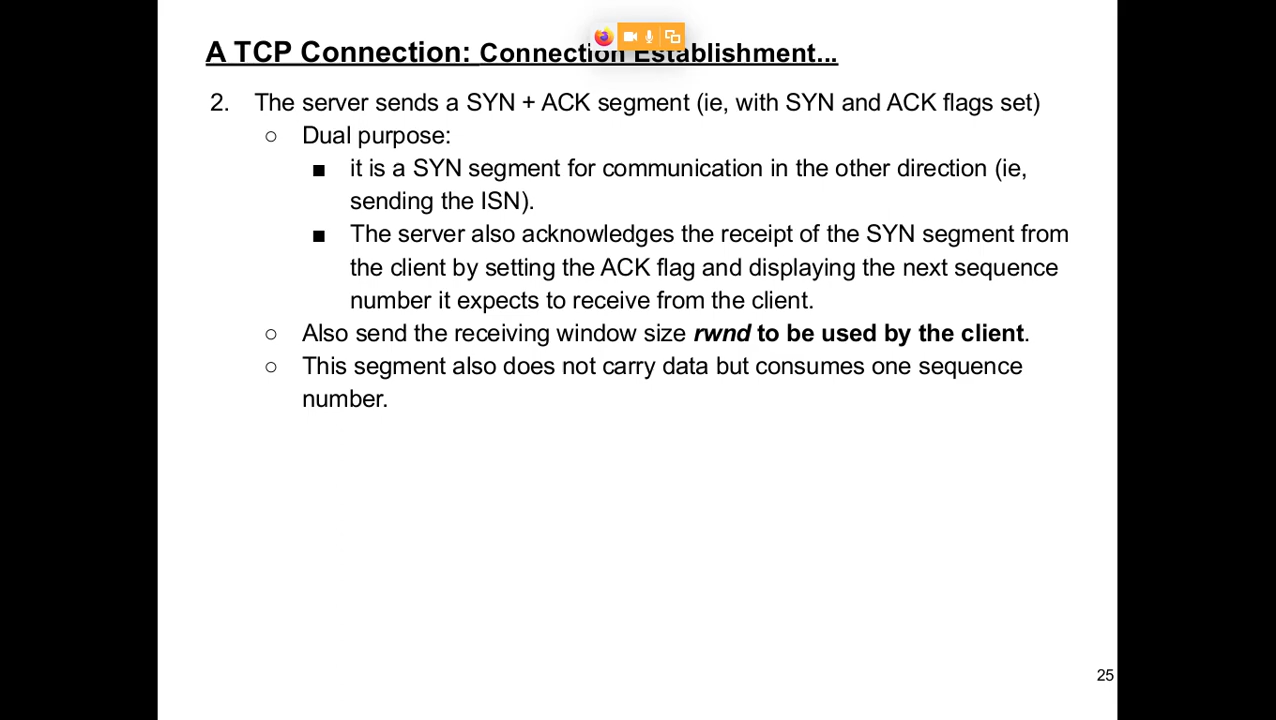 A TCP Connection: Connection Establishment...
2. The server sends a SYN + ACK segment (ie, with SYN and ACK flags set)
○ Dual purpose:
■ it is a SYN segment for communication in the other direction (ie,
sending the ISN).
■ The server also acknowledges the receipt of the SYN segment from
the client by setting the ACK flag and displaying the next sequence
number it expects to receive from the client.
○ Also send the receiving window size rwnd to be used by the client.
○ This segment also does not carry data but consumes one sequence
number.
25